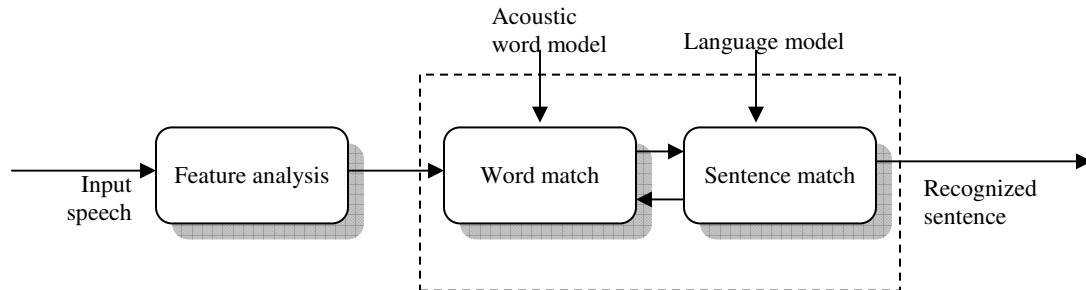 Acoustic
word model
Language model
Input
speech
Feature analysis
Word match
Sentence match
Recognized
sentence